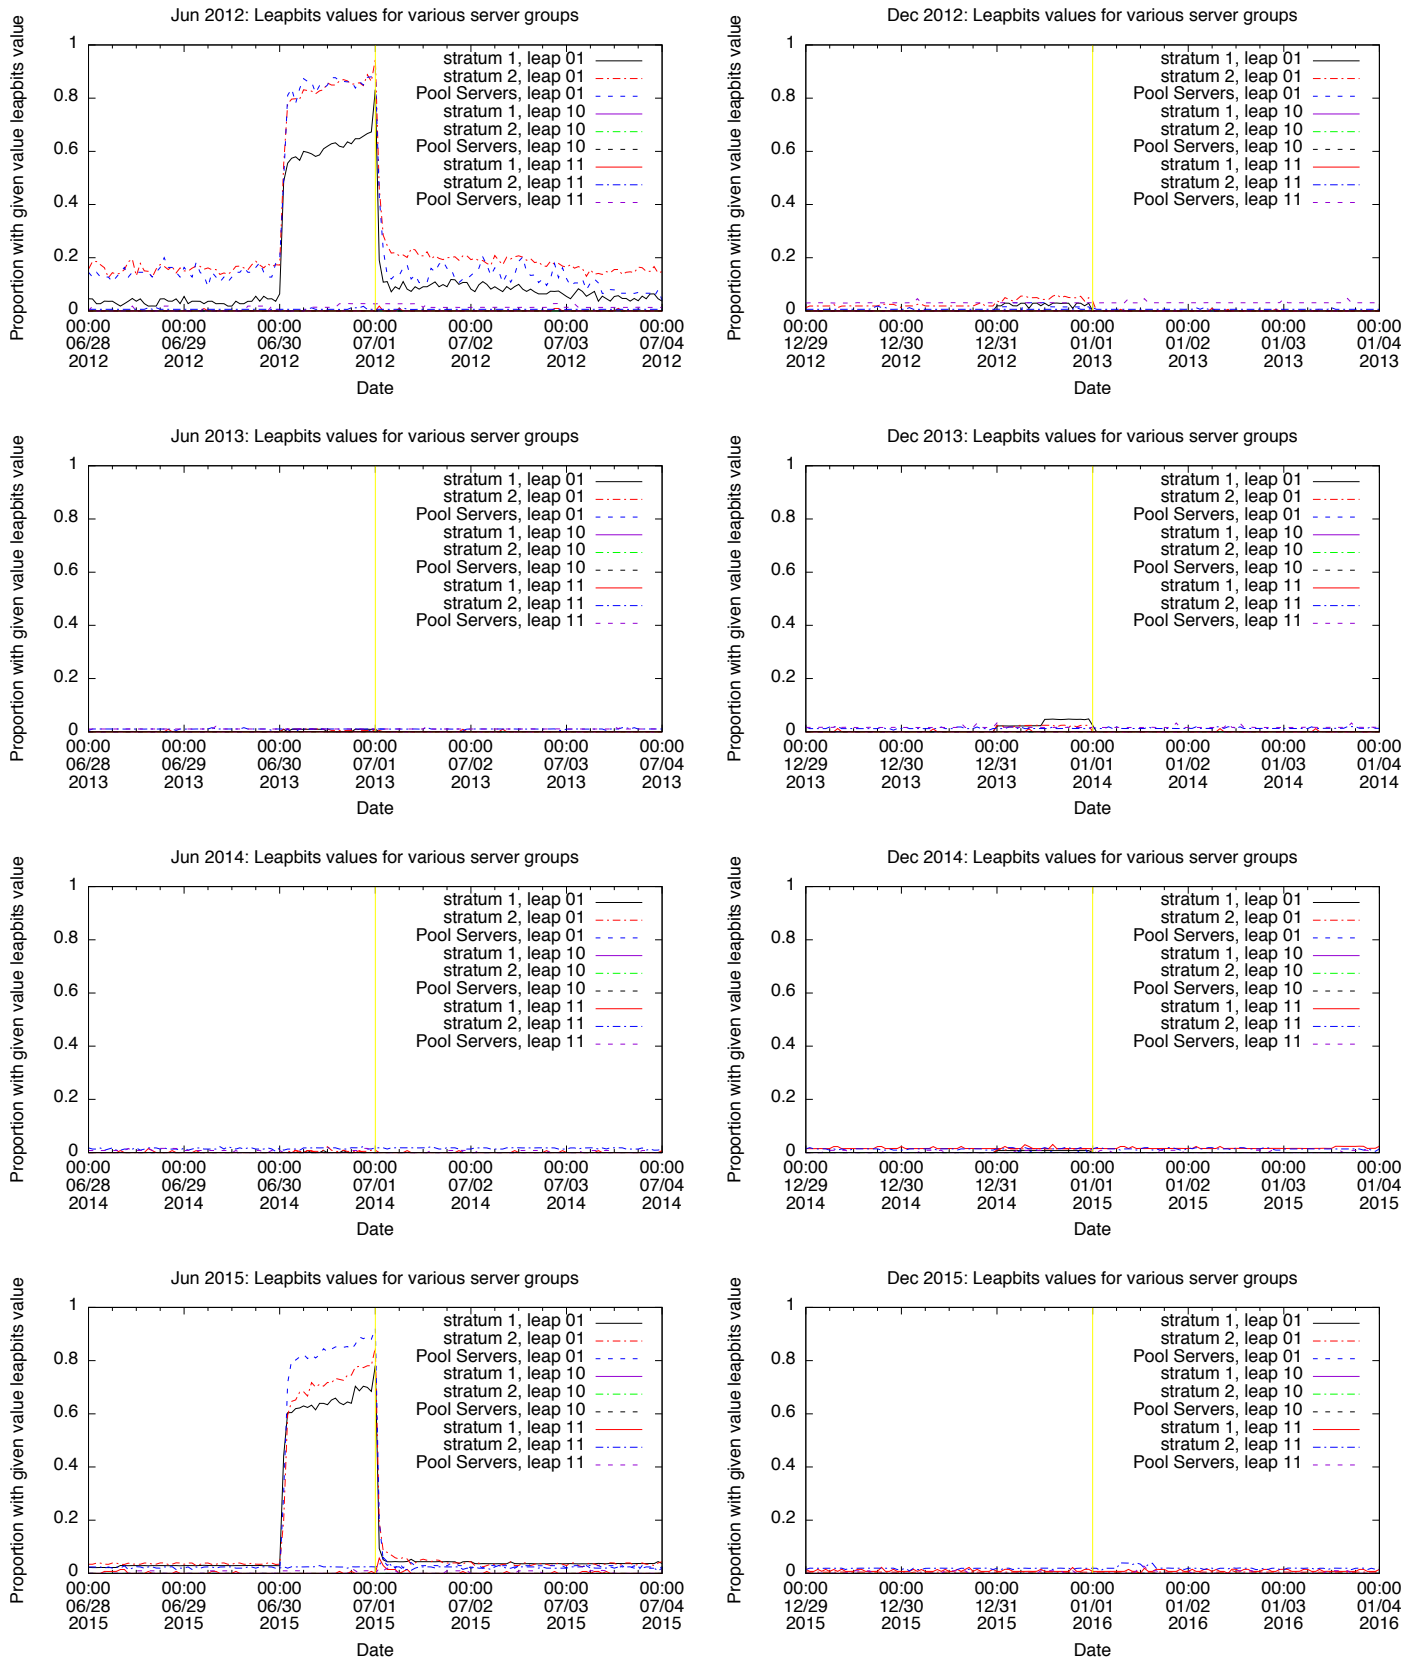 Jun 2012: Leapbits values for various server groups
Proportion with given value leapbits value
1
0.8
0.6
0.4
0.2
0
stratum 1, leap 01
stratum 2, leap 01
Pool Servers, leap 01
stratum 1, leap 10
stratum 2, leap 10
Pool Servers, leap 10
stratum 1, leap 11
stratum 2, leap 11
Pool Servers, leap 11
00:00 00:00 00:00 00:00 00:00 00:00 00:00
06/28 06/29 06/30 07/01 07/02 07/03 07/04
2012 2012 2012 2012 2012 2012 2012
Date
Dec 2012: Leapbits values for various server groups
Proportion with given value leapbits value
1
0.8
0.6
0.4
0.2
0
stratum 1, leap 01
stratum 2, leap 01
Pool Servers, leap 01
stratum 1, leap 10
stratum 2, leap 10
Pool Servers, leap 10
stratum 1, leap 11
stratum 2, leap 11
Pool Servers, leap 11
00:00 00:00 00:00 00:00 00:00 00:00 00:00
12/29 12/30 12/31 01/01 01/02 01/03 01/04
2012 2012 2012 2013 2013 2013 2013
Date
Jun 2013: Leapbits values for various server groups
Proportion with given value leapbits value
1
0.8
0.6
0.4
0.2
0
stratum 1, leap 01
stratum 2, leap 01
Pool Servers, leap 01
stratum 1, leap 10
stratum 2, leap 10
Pool Servers, leap 10
stratum 1, leap 11
stratum 2, leap 11
Pool Servers, leap 11
00:00 00:00 00:00 00:00 00:00 00:00 00:00
06/28 06/29 06/30 07/01 07/02 07/03 07/04
2013 2013 2013 2013 2013 2013 2013
Date
Dec 2013: Leapbits values for various server groups
Proportion with given value leapbits value
1
0.8
0.6
0.4
0.2
0
stratum 1, leap 01
stratum 2, leap 01
Pool Servers, leap 01
stratum 1, leap 10
stratum 2, leap 10
Pool Servers, leap 10
stratum 1, leap 11
stratum 2, leap 11
Pool Servers, leap 11
00:00 00:00 00:00 00:00 00:00 00:00 00:00
12/29 12/30 12/31 01/01 01/02 01/03 01/04
2013 2013 2013 2014 2014 2014 2014
Date
Jun 2014: Leapbits values for various server groups
Proportion with given value leapbits value
1
0.8
0.6
0.4
0.2
0
stratum 1, leap 01
stratum 2, leap 01
Pool Servers, leap 01
stratum 1, leap 10
stratum 2, leap 10
Pool Servers, leap 10
stratum 1, leap 11
stratum 2, leap 11
Pool Servers, leap 11
00:00 00:00 00:00 00:00 00:00 00:00 00:00
06/28 06/29 06/30 07/01 07/02 07/03 07/04
2014 2014 2014 2014 2014 2014 2014
Date
Dec 2014: Leapbits values for various server groups
Proportion with given value leapbits value
1
0.8
0.6
0.4
0.2
0
stratum 1, leap 01
stratum 2, leap 01
Pool Servers, leap 01
stratum 1, leap 10
stratum 2, leap 10
Pool Servers, leap 10
stratum 1, leap 11
stratum 2, leap 11
Pool Servers, leap 11
00:00 00:00 00:00 00:00 00:00 00:00 00:00
12/29 12/30 12/31 01/01 01/02 01/03 01/04
2014 2014 2014 2015 2015 2015 2015
Date
Jun 2015: Leapbits values for various server groups
Proportion with given value leapbits value
1
0.8
0.6
0.4
0.2
0
stratum 1, leap 01
stratum 2, leap 01
Pool Servers, leap 01
stratum 1, leap 10
stratum 2, leap 10
Pool Servers, leap 10
stratum 1, leap 11
stratum 2, leap 11
Pool Servers, leap 11
00:00 00:00 00:00 00:00 00:00 00:00 00:00
06/28 06/29 06/30 07/01 07/02 07/03 07/04
2015 2015 2015 2015 2015 2015 2015
Date
Dec 2015: Leapbits values for various server groups
Proportion with given value leapbits value
1
0.8
0.6
0.4
0.2
0
stratum 1, leap 01
stratum 2, leap 01
Pool Servers, leap 01
stratum 1, leap 10
stratum 2, leap 10
Pool Servers, leap 10
stratum 1, leap 11
stratum 2, leap 11
Pool Servers, leap 11
00:00 00:00 00:00 00:00 00:00 00:00 00:00
12/29 12/30 12/31 01/01 01/02 01/03 01/04
2015 2015 2015 2016 2016 2016 2016
Date